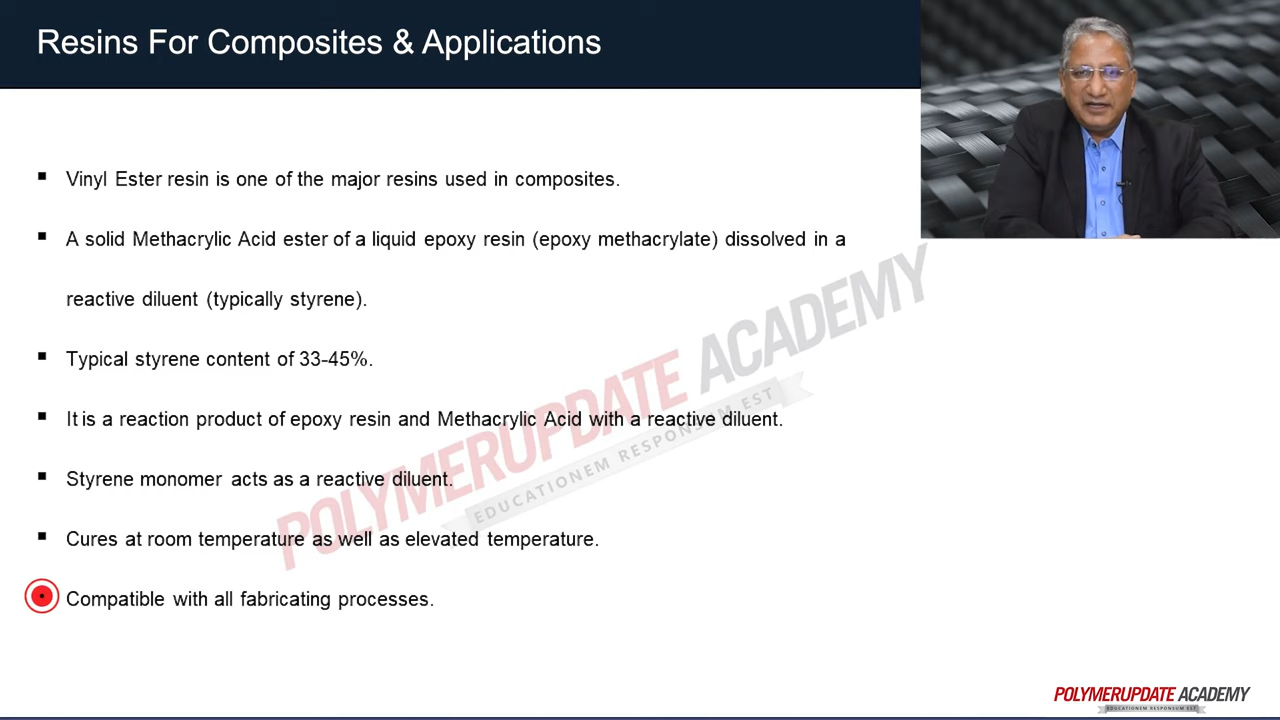 Resins For Composites & Applications
Vinyl Ester resin is one of the major resins used in composites.
A solid Methacrylic Acid ester of a liquid epoxy resin (epoxy methacrylate) dissolved in a
reactive diluent (typically styrene).
Typical styrene content of 33-45%.
It is a reaction product of epoxy resin and Methacrylic Acid with a reactive diluent.
Styrene monomer acts as a reactive diluent.
Cures at room temperature as well as elevated temperature.
Compatible with all fabricating processes.
POLYMERUPDATE ACADEMY
EDUCATIONEM RESPONSUM EST
POLYMERUPDATE ACADEMY
EDUCATIONEM RESPONSUM EST